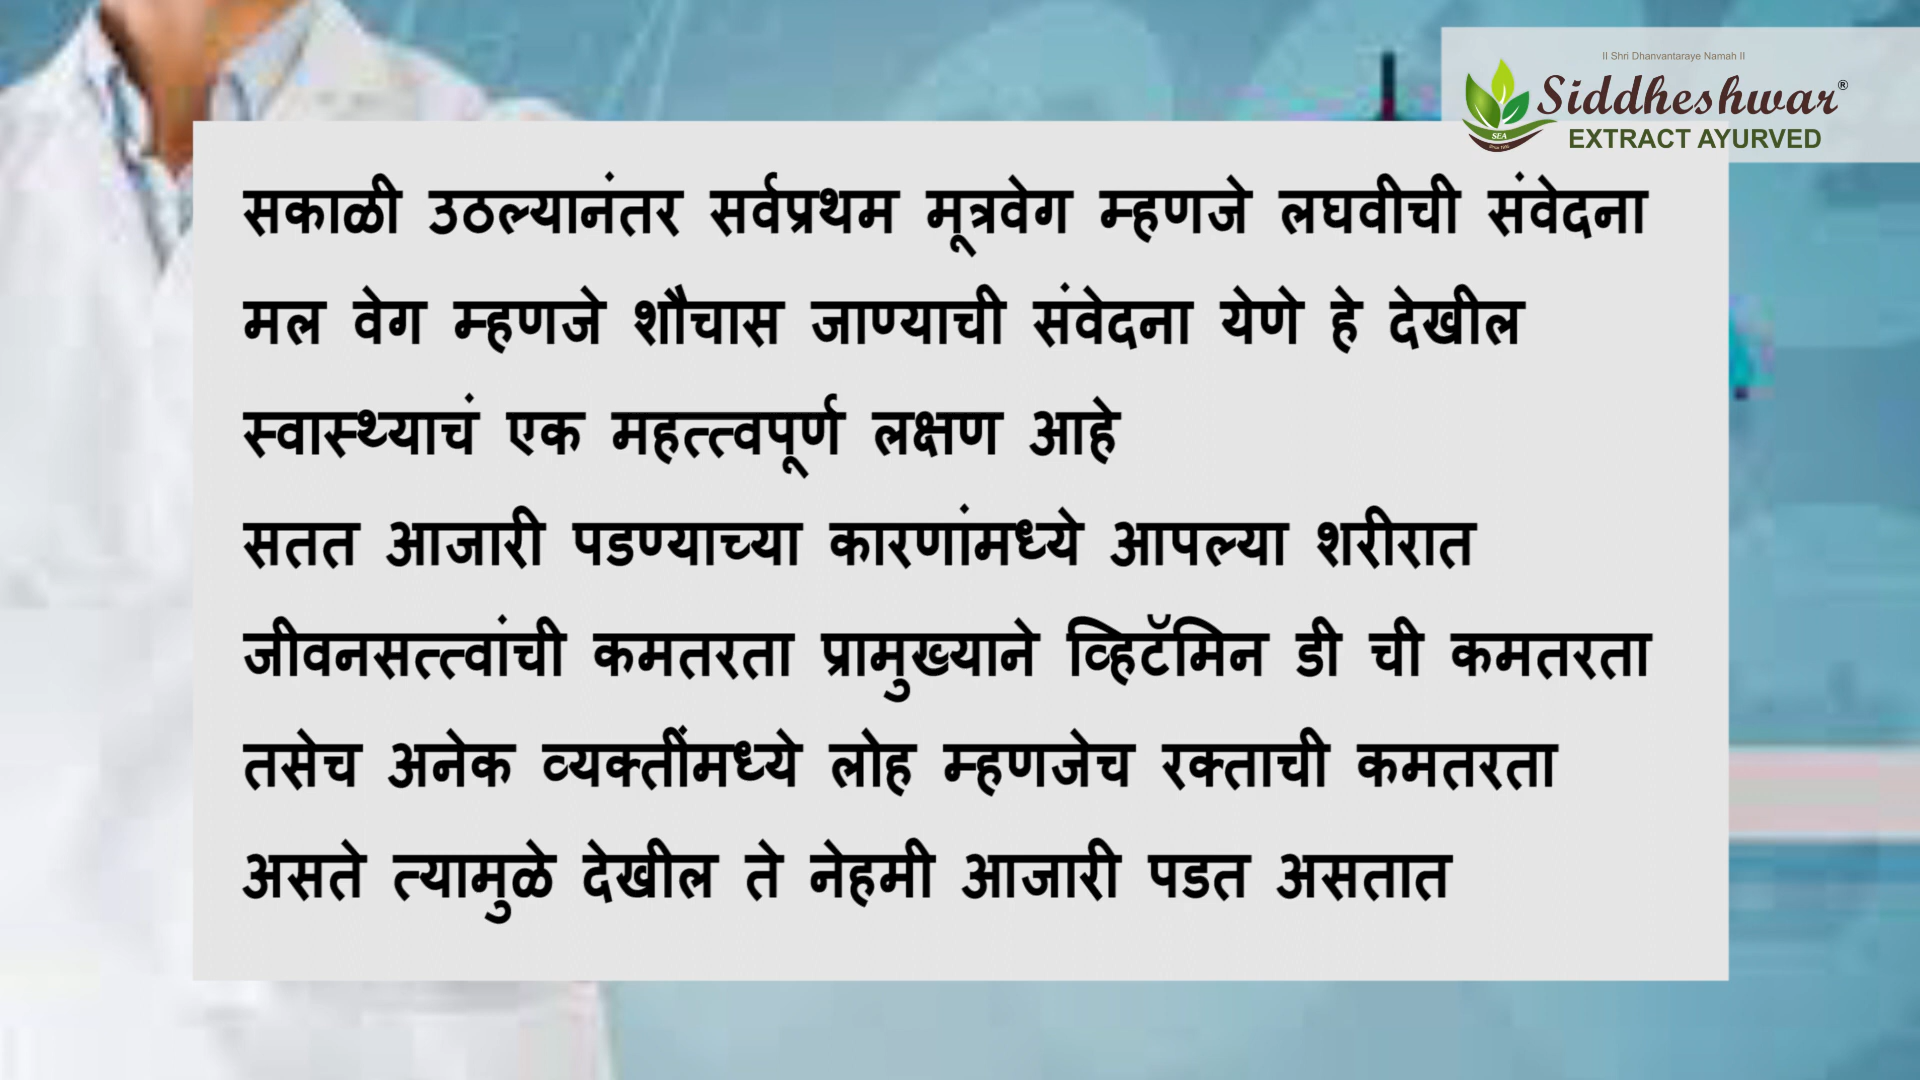 II Shri Dhanvantaraye Namah II
Siddheshwar®
SEA
EXTRACT AYURVED
सकाळी उठल्यानंतर सर्वप्रथम मूत्रवेग म्हणजे लघवीची संवेदना
मल वेग म्हणजे शौचास जाण्याची संवेदना येणे हे देखील
स्वास्थ्याचं एक महत्त्वपूर्ण लक्षण आहे
सतत आजारी पडण्याच्या कारणांमध्ये आपल्या शरीरात
जीवनसत्त्वांची कमतरता प्रामुख्याने व्हिटॅमिन डी ची कमतरता
तसेच अनेक व्यक्तींमध्ये लोह म्हणजेच रक्ताची कमतरता
असते त्यामुळे देखील ते नेहमी आजारी पडत असतात